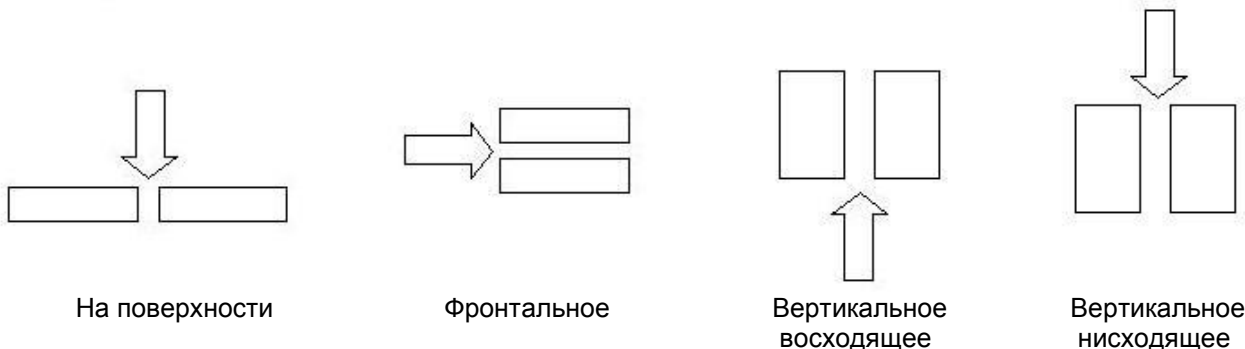 На поверхности
Фронтальное
Вертикальное
восходящее
Вертикальное
нисходящее